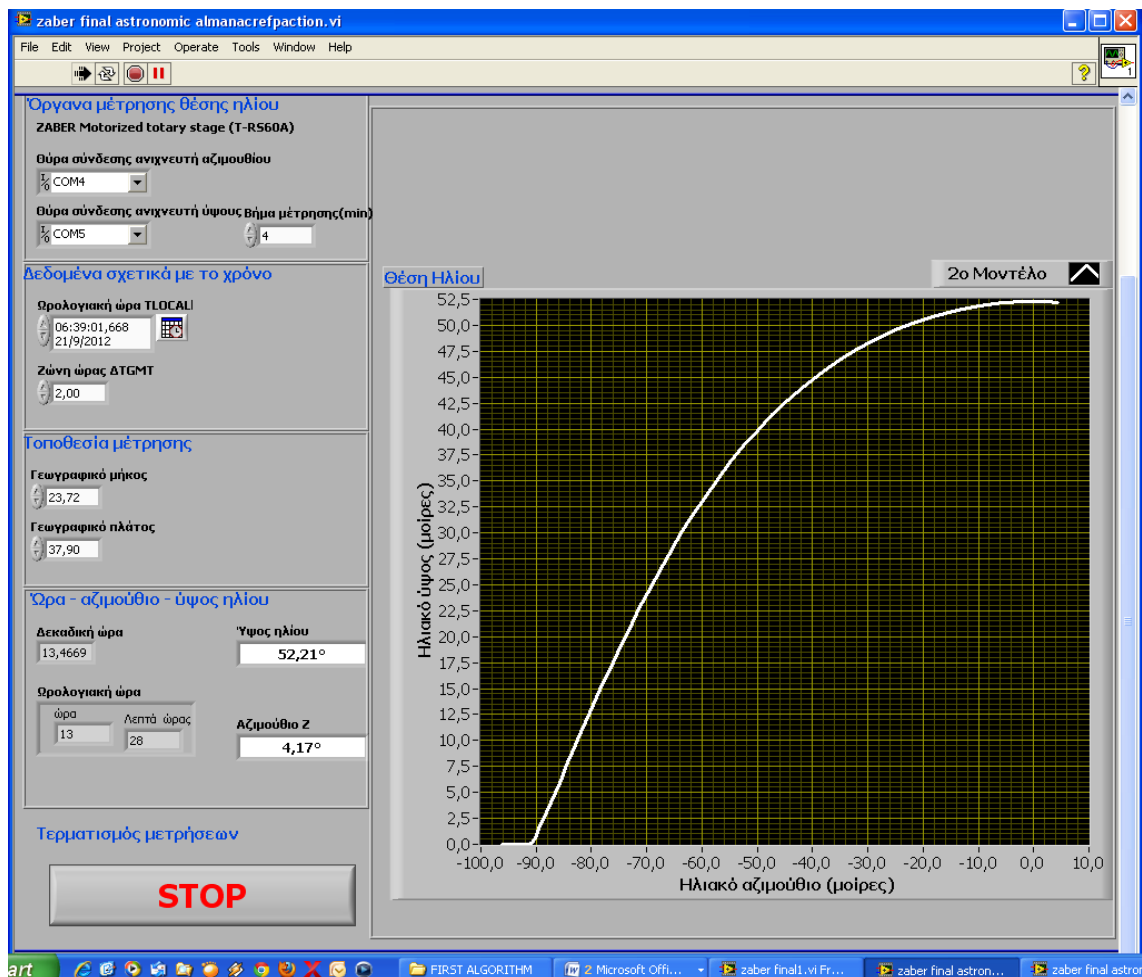 zaber final astronomic almanacrefpaction.vi
File Edit View Project Operate Tools Window Help
1
Όργανα μέτρησης θέσης ηλίου
ZABER Motorized totary stage (T-RS60A)
Θύρα σύνδεσης ανιχνευτή αζιμουθίου
COM4
Θύρα σύνδεσης ανιχνευτή ύψους Βήμα μέτρησης(min)
COM5 4
Δεδομένα σχετικά με το χρόνο
Ωρολογιακή ώρα TLOCAL
06:39:01,668
21/9/2012
Ζώνη ώρας ΔTGMT
2,00
Τοποθεσία μέτρησης
Γεωγραφικό μήκος
23,72
Γεωγραφικό πλάτος
37,90
Ώρα - αζιμούθιο - ύψος ηλίου
Δεκαδική ώρα Ύψος ηλίου
13,4669 52,21°
Ωρολογιακή ώρα
ώρα Λεπτά ώρας
13 28
Αζιμούθιο Z
4,17°
Τερματισμός μετρήσεων
STOP
Θέση Ηλίου 2ο Μοντέλο
Ηλιακό ύψος (μοίρες)
52,5
50,0
47,5
45,0
42,5
40,0
37,5
35,0
32,5
30,0
27,5
25,0
22,5
20,0
17,5
15,0
12,5
10,0
7,5
5,0
2,5
0,0
-100,0 -90,0 -80,0 -70,0 -60,0 -50,0 -40,0 -30,0 -20,0 -10,0 0,0 10,0
Ηλιακό αζιμούθιο (μοίρες)
art FIRST ALGORITHM 2 Microsoft Offi... zaber final1.vi Fr... zaber final astron... zaber final astro